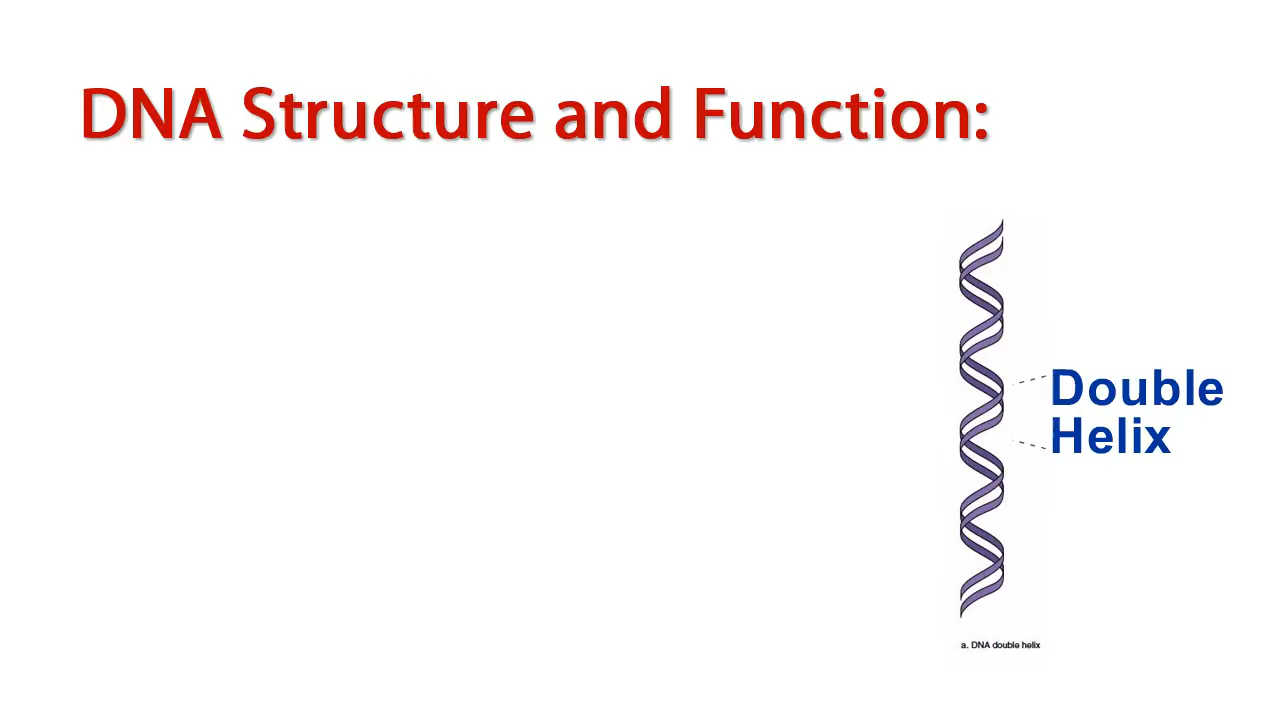 DNA Structure and Function:
Double
Helix
a. DNA double helix